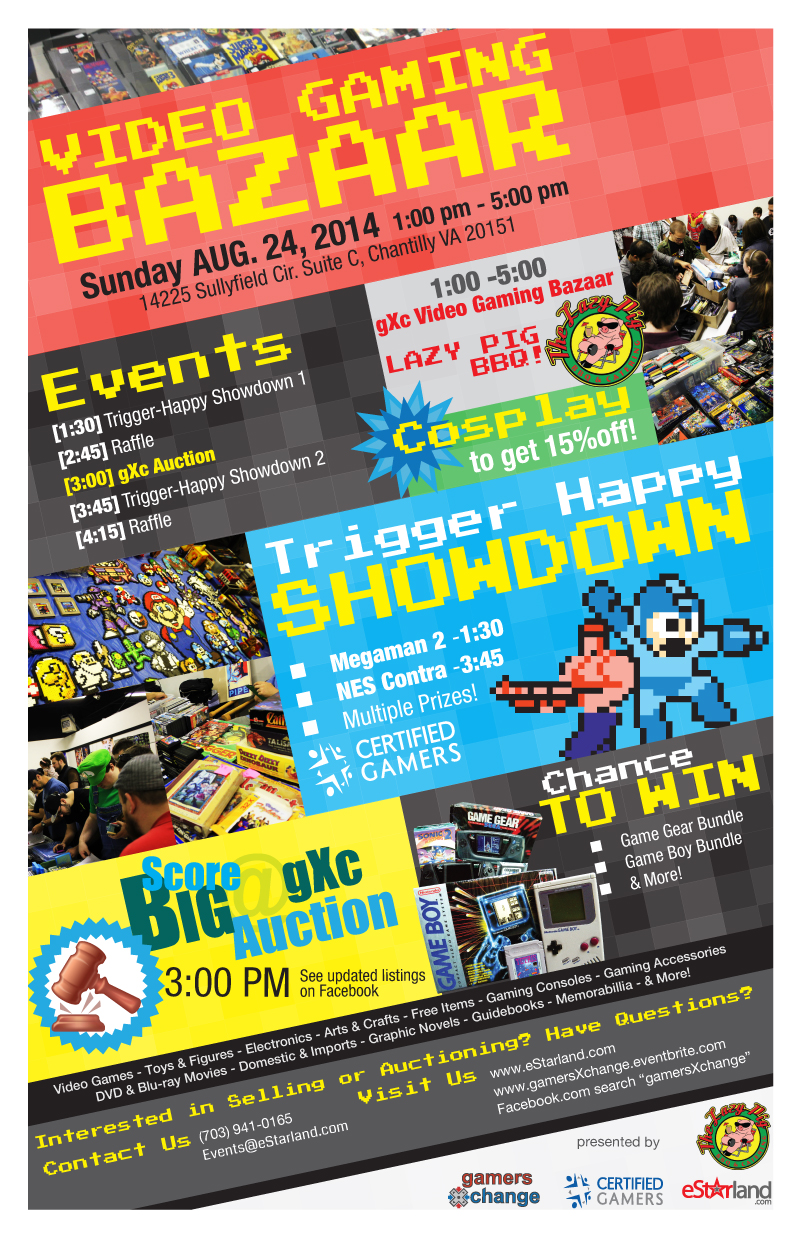 VIDEO GAMING
BAZAAR
Sunday AUG. 24, 2014 1:00 pm - 5:00 pm
14225 Sullyfield Cir. Suite C, Chantilly VA 20151
1:00 -5:00
gXc Video Gaming Bazaar
LAZY PIG
BBQ!
The Lazy Pig
Events
[1:30] Trigger-Happy Showdown 1
[2:45] Raffle
[3:00] gXc Auction
[3:45] Trigger-Happy Showdown 2
[4:15] Raffle
Cosplay
to get 15%off!
Trigger Happy
SHOWDOWN
Megaman 2 -1:30
NES Contra -3:45
Multiple Prizes!
CERTIFIED
GAMERS
Chance
TO WIN
Game Gear Bundle
Game Boy Bundle
& More!
GAME GEAR
SONIC 2
Nintendo
GAME BOY
Score
BIG@gXc
Auction
3:00 PM
See updated listings
on Facebook
Video Games - Toys & Figures - Electronics - Arts & Crafts - Free Items - Gaming Consoles - Gaming Accessories
DVD & Blu-ray Movies - Domestic & Imports - Graphic Novels - Guidebooks - Memorabillia - & More!
Interested in Selling or Auctioning? Have Questions?
Contact Us
(703) 941-0165
Events@eStarland.com
Visit Us
www.eStarland.com
www.gamersXchange.eventbrite.com
Facebook.com search “gamersXchange”
presented by
The Lazy Pig
gamers
change
CERTIFIED
GAMERS
eStarland
.com